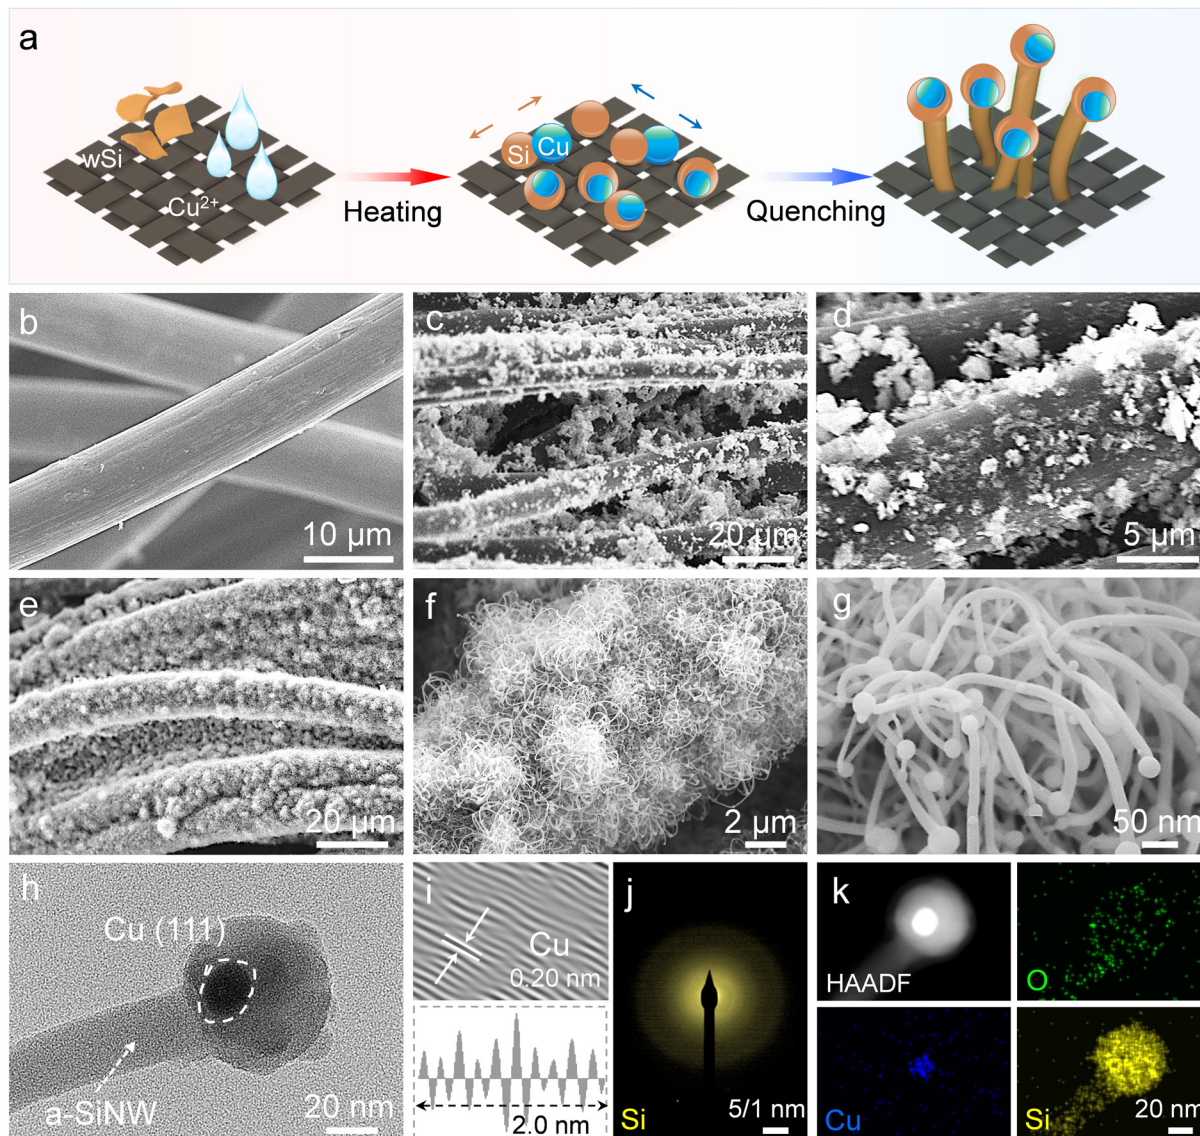 a
wSi
Cu²⁺
Heating
Si
Cu
Quenching
b
10 µm
c
20 µm
d
5 µm
e
20 µm
f
2 µm
g
50 nm
h
Cu (111)
a-SiNW
20 nm
i
Cu
0.20 nm
2.0 nm
j
Si
5/1 nm
k
HAADF
O
Cu
Si
20 nm